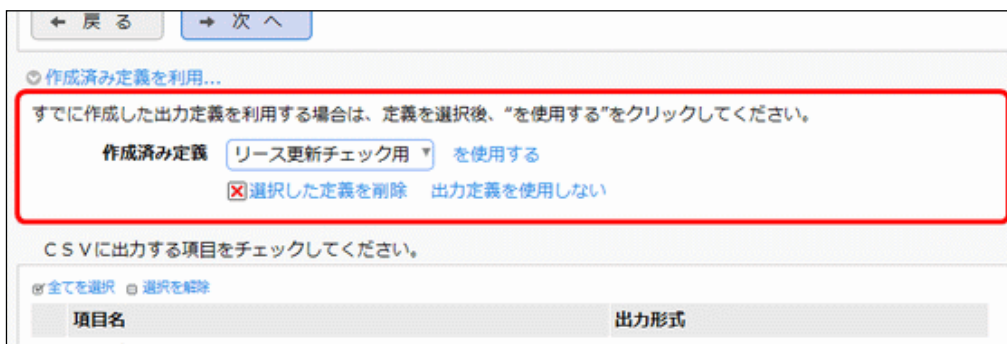 ← 戻 る → 次 へ
作成済み定義を利用...
すでに作成した出力定義を利用する場合は、定義を選択後、“を使用する”をクリックしてください。
作成済み定義 リース更新チェック用 を使用する
選択した定義を削除 出力定義を使用しない
ＣＳＶに出力する項目をチェックしてください。
全てを選択 選択を解除
項目名 出力形式